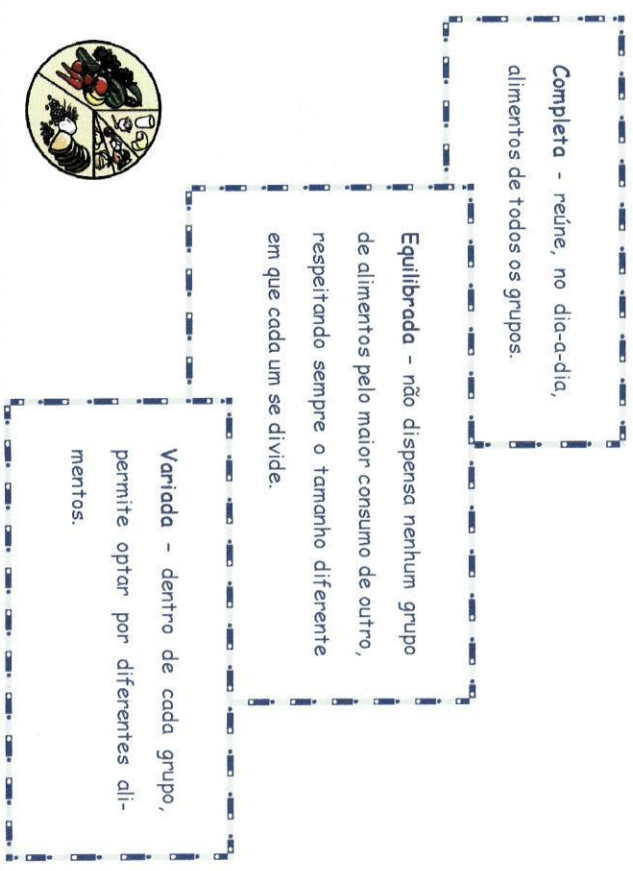 Completa - reúne, no dia-a-dia,
alimentos de todos os grupos.
Equilibrada - não dispensa nenhum grupo
de alimentos pelo maior consumo de outro,
respeitando sempre o tamanho diferente
em que cada um se divide.
Variada - dentro de cada grupo,
permite optar por diferentes ali-
mentos.